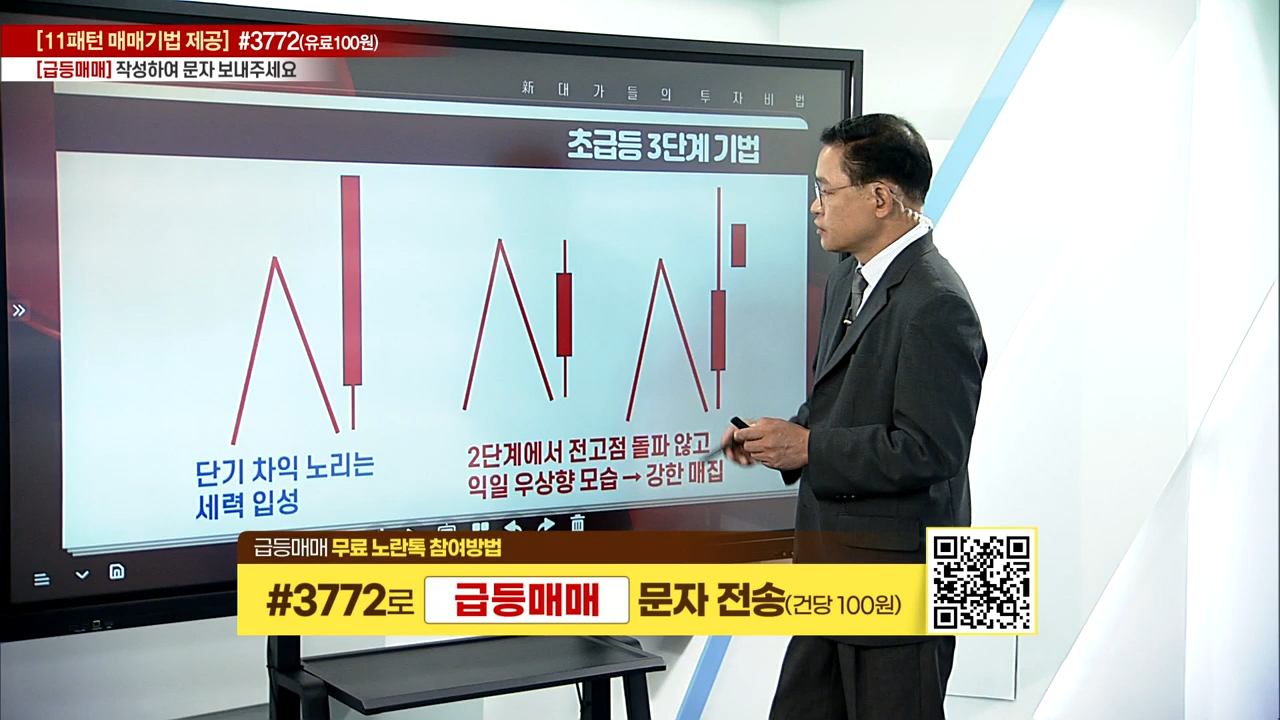 [11패턴 매매기법 제공] #3772(유료100원)
[급등매매] 작성하여 문자 보내주세요
新 대 가 들 의 투 자 비 법
초급등 3단계 기법
단기 차익 노리는
세력 입성
2단계에서 전고점 돌파 않고
익일 우상향 모습 → 강한 매집
급등매매 무료 노란톡 참여방법
#3772로 급등매매 문자 전송(건당 100원)